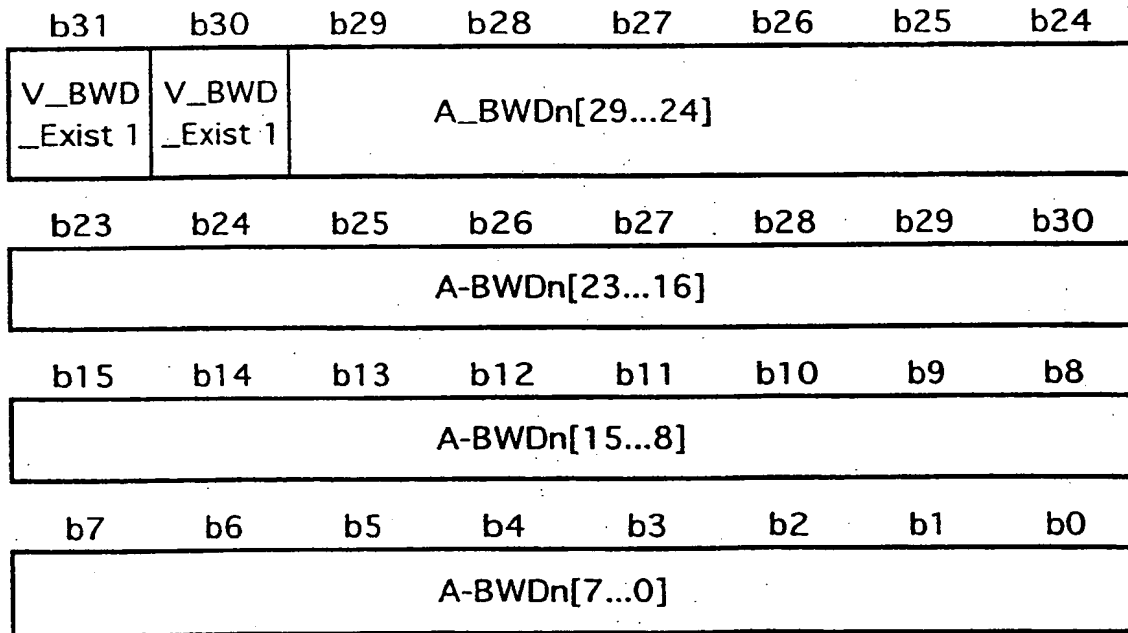 b31 b30 b29 b28 b27 b26 b25 b24
V_BWD V_BWD
A_BWDn[29...24]
_Exist 1 _Exist 1
b23 b24 b25 b26 b27 b28 b29 b30
A-BWDn[23...16]
b15 b14 b13 b12 b11 b10 b9 b8
A-BWDn[15...8]
b7 b6 b5 b4 b3 b2 b1 b0
A-BWDn[7...0]